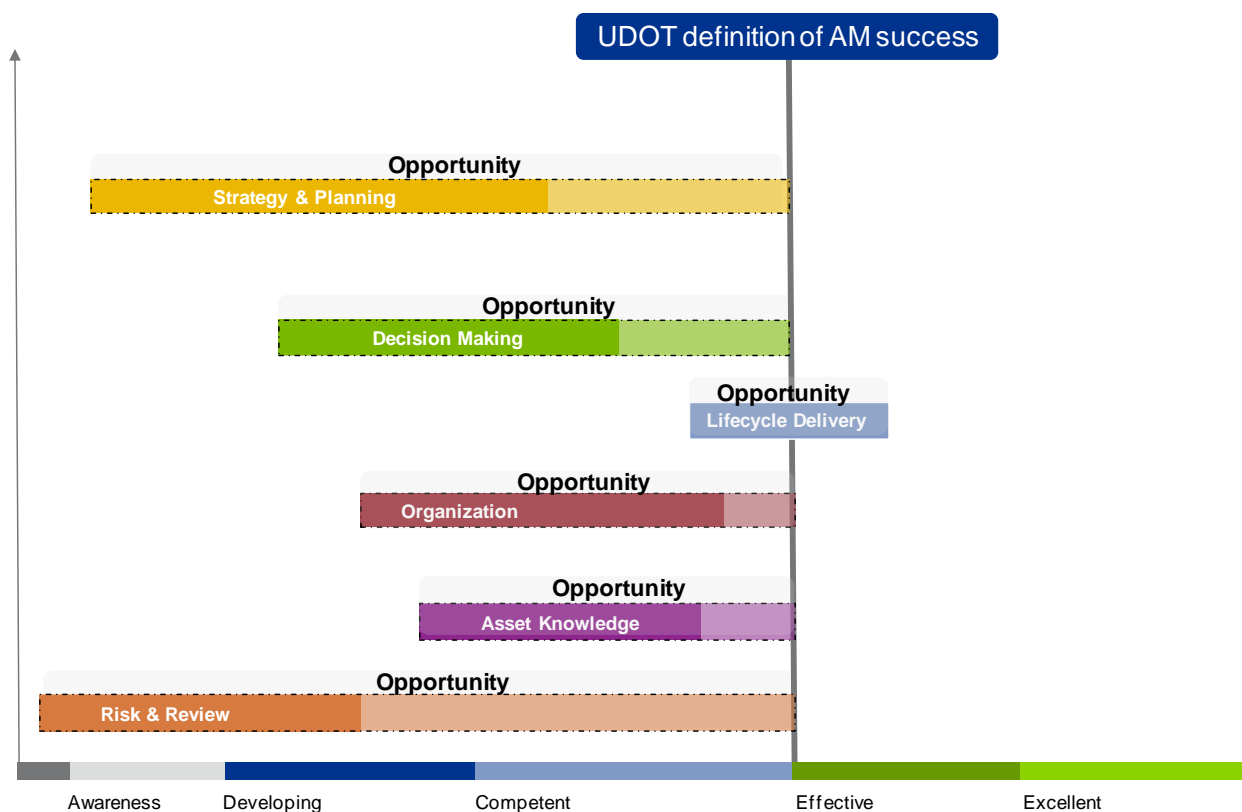 UDOT definition of AM success
Opportunity
Strategy & Planning
Opportunity
Decision Making
Opportunity
Lifecycle Delivery
Opportunity
Organization
Opportunity
Asset Knowledge
Opportunity
Risk & Review
Awareness Developing Competent Effective Excellent